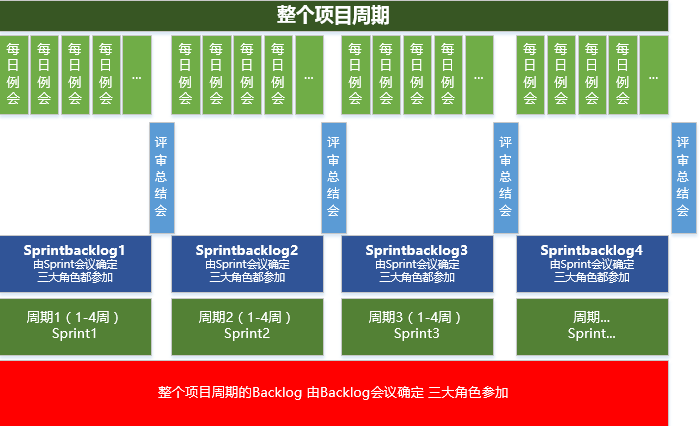 整个项目周期
每日例会 每日例会 每日例会 每日例会 ...
每日例会 每日例会 每日例会 每日例会 ...
每日例会 每日例会 每日例会 每日例会 ...
每日例会 每日例会 每日例会 每日例会 ...
评审总结会
评审总结会
评审总结会
评审总结会
Sprintbacklog1
由Sprint会议确定
三大角色都参加
Sprintbacklog2
由Sprint会议确定
三大角色都参加
Sprintbacklog3
由Sprint会议确定
三大角色都参加
Sprintbacklog4
由Sprint会议确定
三大角色都参加
周期1（1-4周）
Sprint1
周期2（1-4周）
Sprint2
周期3（1-4周）
Sprint3
周期...
Sprint...
整个项目周期的Backlog 由Backlog会议确定 三大角色参加